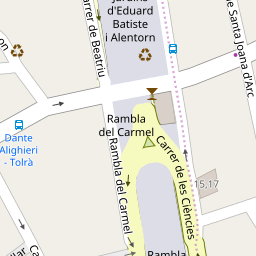 Jardins
d'Eduard
Batiste
i Alentorn
Carrer de Beatriu
de Santa Joana d'Arc
Rambla
del Carmel
Dante
Alighieri
- Tolrà
Rambla del Carmel
Carrer de les Ciències
15.17
Rambla